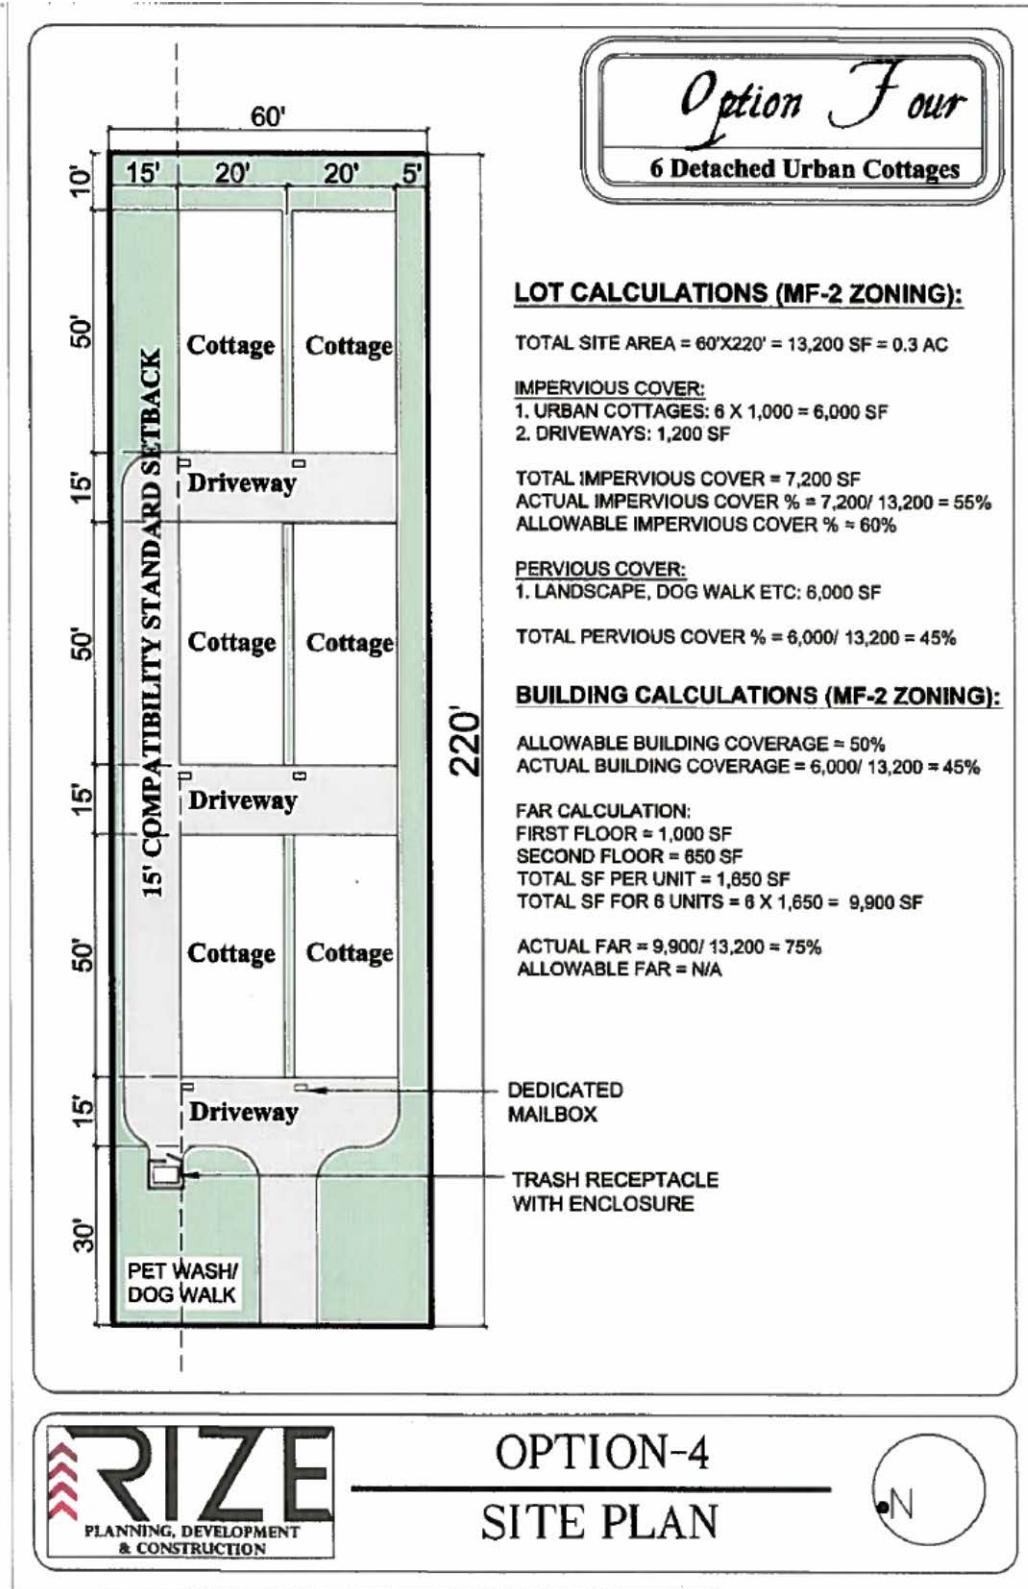 Option Four
6 Detached Urban Cottages
60'
10'
15'
20'
20'
5'
50'
Cottage
Cottage
15'
Driveway
50'
Cottage
Cottage
15'
Driveway
50'
Cottage
Cottage
15'
Driveway
30'
PET WASH/
DOG WALK
15' COMPATIBILITY STANDARD SETBACK
220'
LOT CALCULATIONS (MF-2 ZONING):
TOTAL SITE AREA = 60'X220' = 13,200 SF = 0.3 AC
IMPERVIOUS COVER:
1. URBAN COTTAGES: 6 X 1,000 = 6,000 SF
2. DRIVEWAYS: 1,200 SF
TOTAL IMPERVIOUS COVER = 7,200 SF
ACTUAL IMPERVIOUS COVER % = 7,200/ 13,200 = 55%
ALLOWABLE IMPERVIOUS COVER % = 60%
PERVIOUS COVER:
1. LANDSCAPE, DOG WALK ETC: 6,000 SF
TOTAL PERVIOUS COVER % = 6,000/ 13,200 = 45%
BUILDING CALCULATIONS (MF-2 ZONING):
ALLOWABLE BUILDING COVERAGE = 50%
ACTUAL BUILDING COVERAGE = 6,000/ 13,200 = 45%
FAR CALCULATION:
FIRST FLOOR = 1,000 SF
SECOND FLOOR = 650 SF
TOTAL SF PER UNIT = 1,650 SF
TOTAL SF FOR 6 UNITS = 6 X 1,650 = 9,900 SF
ACTUAL FAR = 9,900/ 13,200 = 75%
ALLOWABLE FAR = N/A
DEDICATED
MAILBOX
TRASH RECEPTACLE
WITH ENCLOSURE
RIZE
PLANNING, DEVELOPMENT
& CONSTRUCTION
OPTION-4
SITE PLAN
N